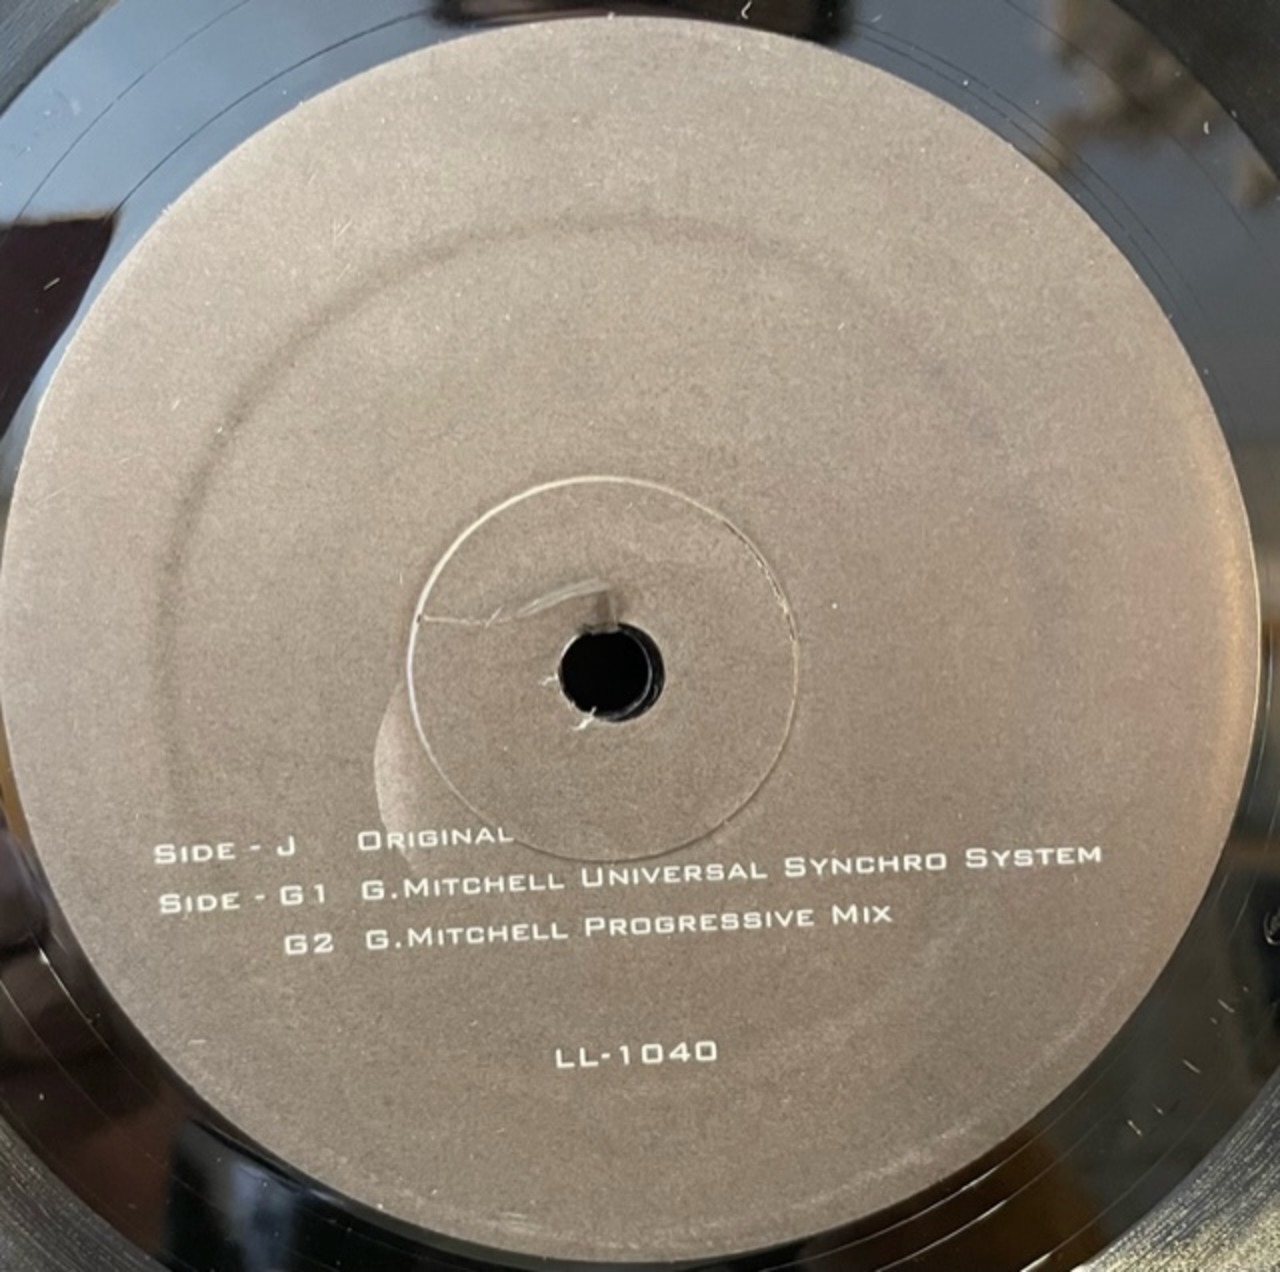 Side - J Original
Side - G1 G.Mitchell Universal Synchro System
G2 G.Mitchell Progressive Mix
LL-1040